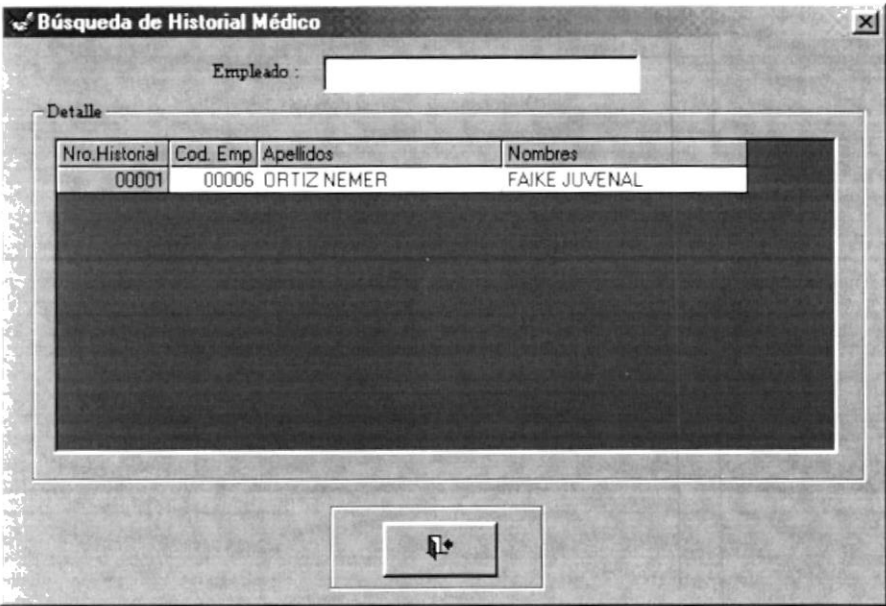 Búsqueda de Historial Médico
Empleado :
Detalle
Nro.Historial Cod. Emp Apellidos Nombres
00001 00006 ORTIZ NEMER FAIKE JUVENAL